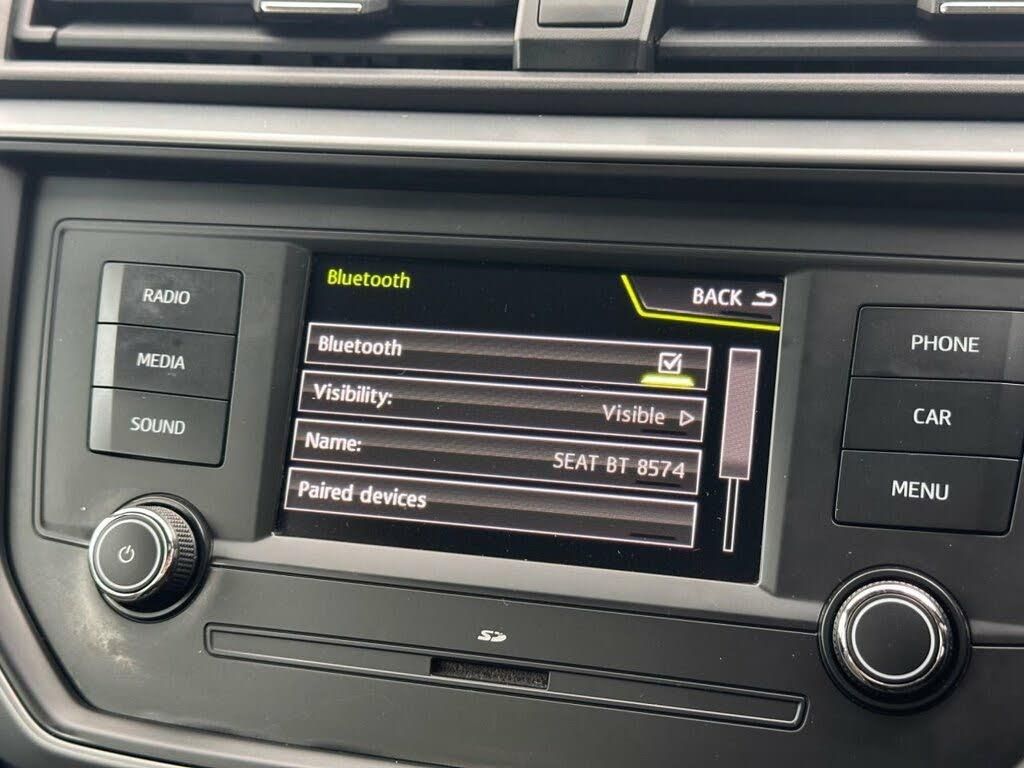 RADIO
MEDIA
SOUND
Bluetooth
BACK
Bluetooth
Visibility:
Visible
Name:
SEAT BT 8574
Paired devices
PHONE
CAR
MENU
SD